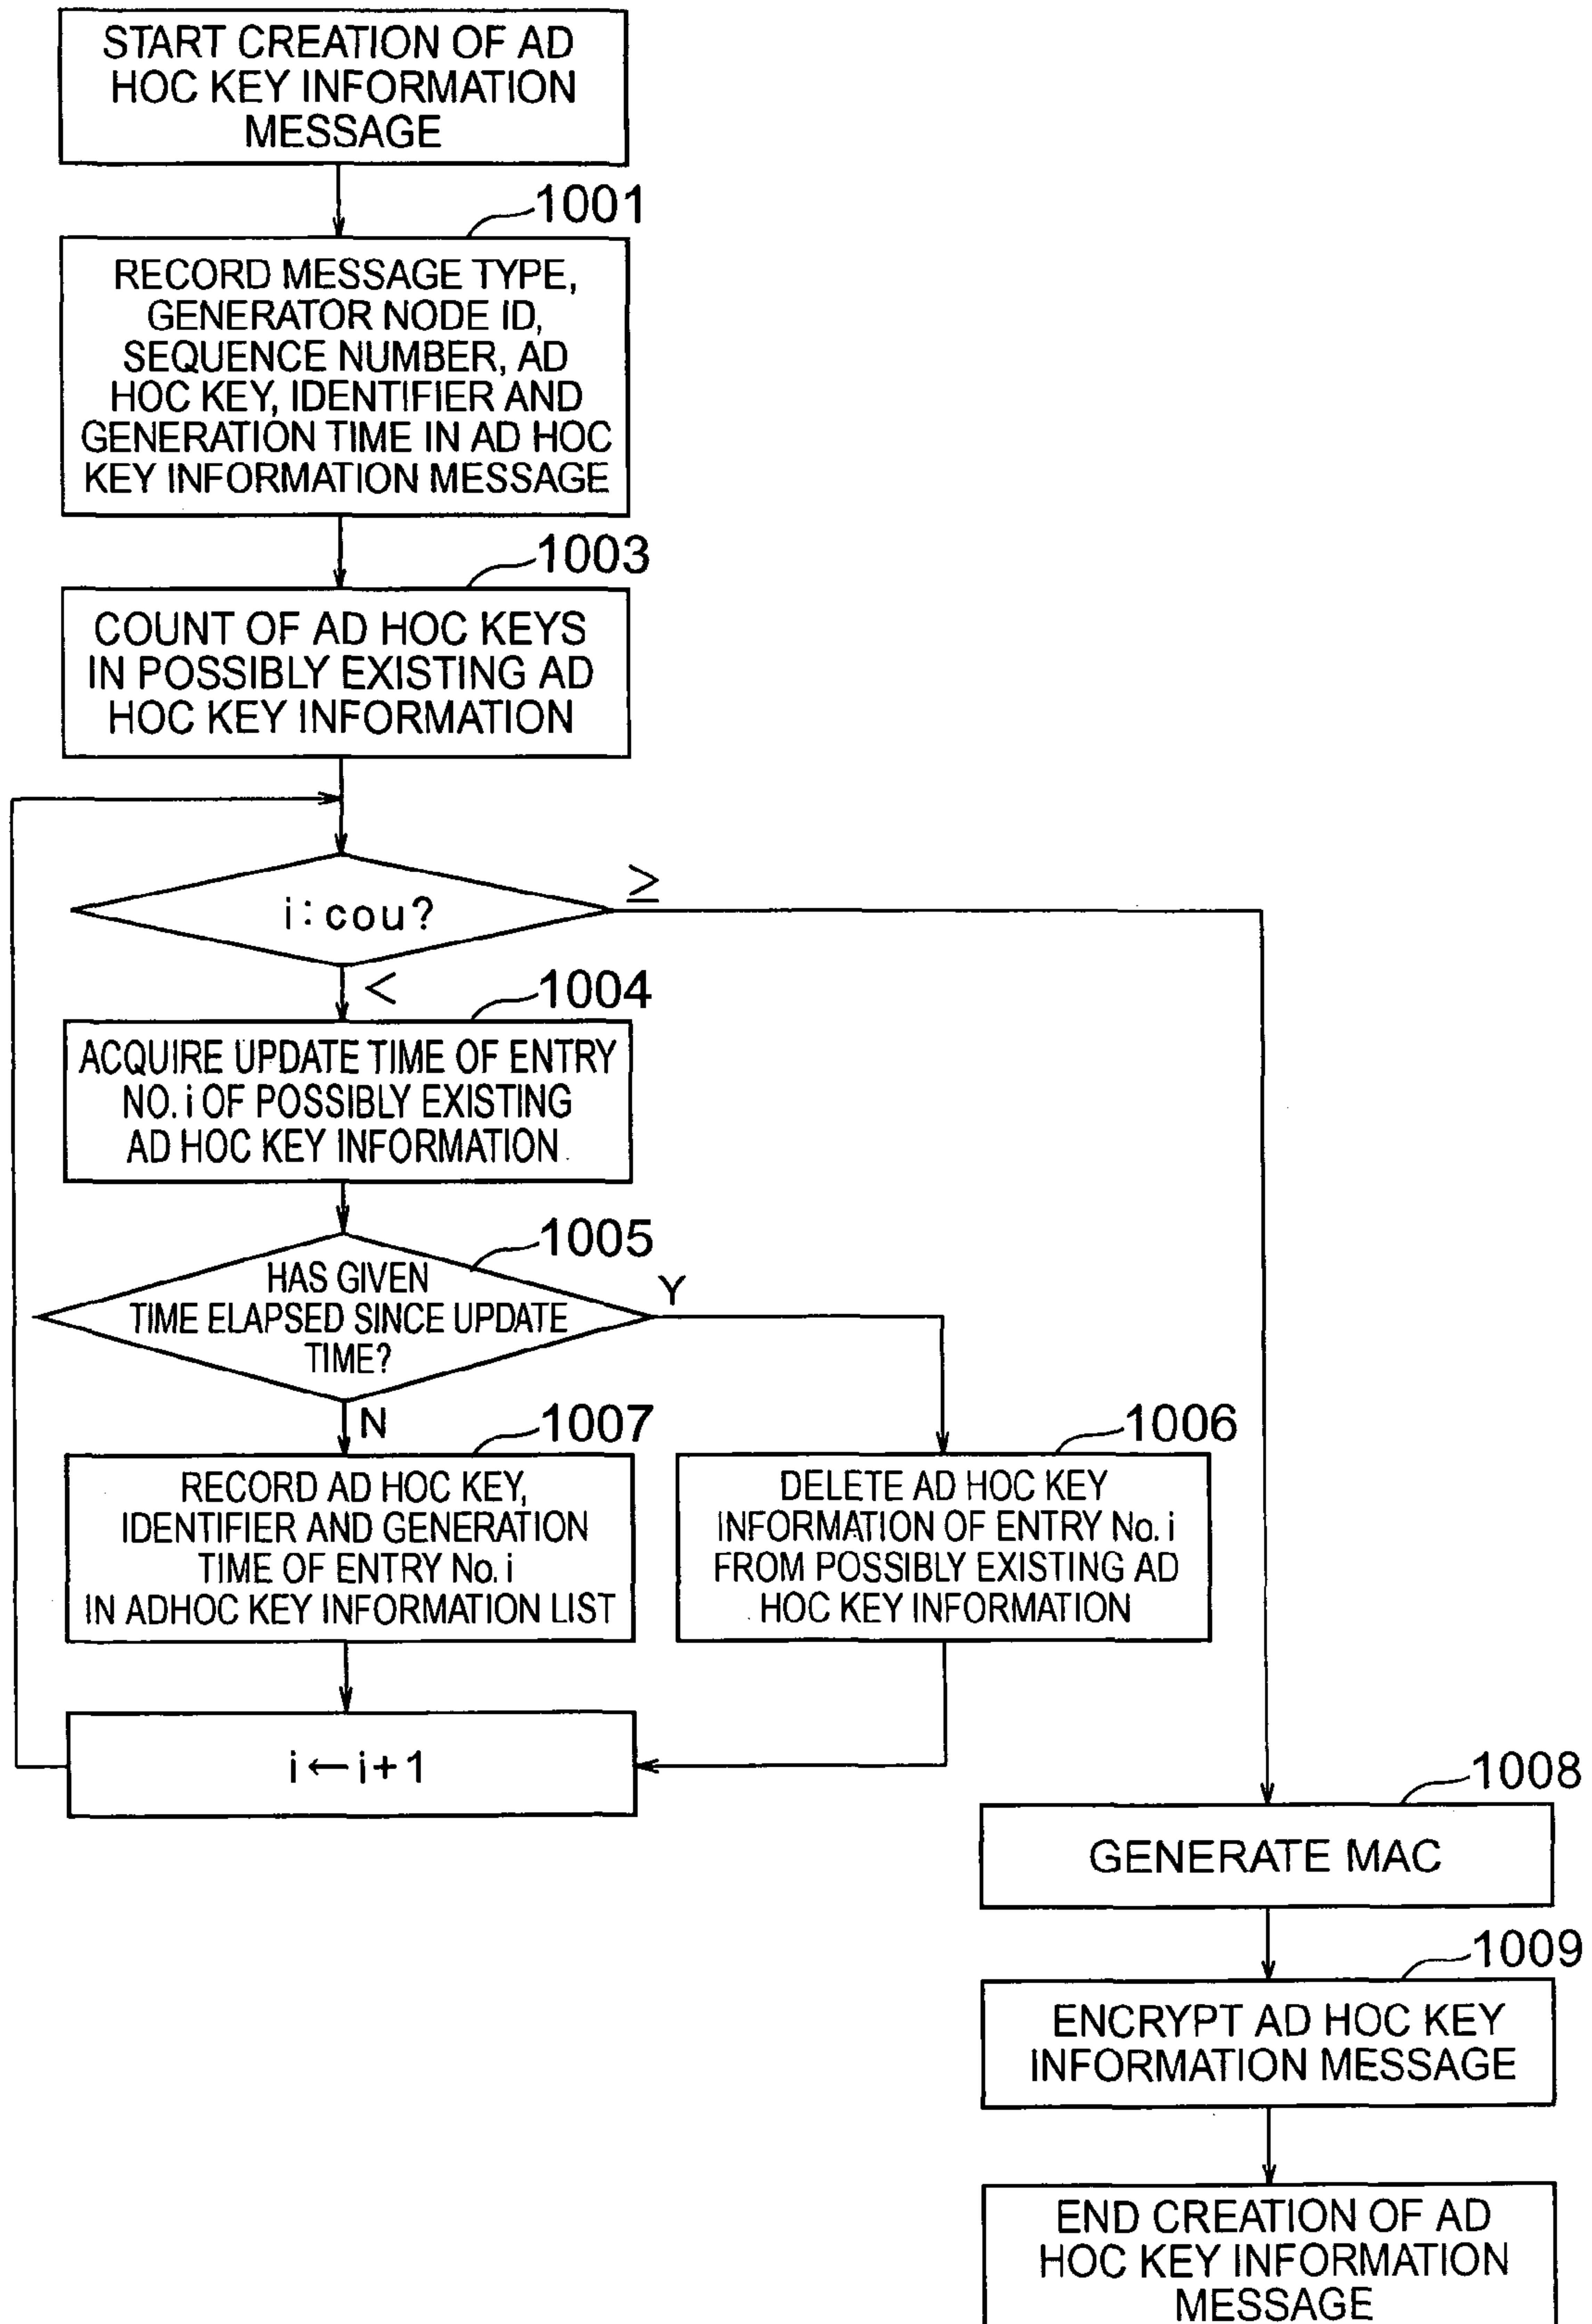 START CREATION OF AD
HOC KEY INFORMATION
MESSAGE
1001
RECORD MESSAGE TYPE,
GENERATOR NODE ID,
SEQUENCE NUMBER, AD
HOC KEY, IDENTIFIER AND
GENERATION TIME IN AD HOC
KEY INFORMATION MESSAGE
1003
COUNT OF AD HOC KEYS
IN POSSIBLY EXISTING AD
HOC KEY INFORMATION
i:cou?
≥
<
1004
ACQUIRE UPDATE TIME OF ENTRY
NO. i OF POSSIBLY EXISTING
AD HOC KEY INFORMATION
1005
HAS GIVEN
TIME ELAPSED SINCE UPDATE
TIME?
Y
N
1007
RECORD AD HOC KEY,
IDENTIFIER AND GENERATION
TIME OF ENTRY No. i
IN ADHOC KEY INFORMATION LIST
1006
DELETE AD HOC KEY
INFORMATION OF ENTRY No. i
FROM POSSIBLY EXISTING AD
HOC KEY INFORMATION
i←i+1
1008
GENERATE MAC
1009
ENCRYPT AD HOC KEY
INFORMATION MESSAGE
END CREATION OF AD
HOC KEY INFORMATION
MESSAGE